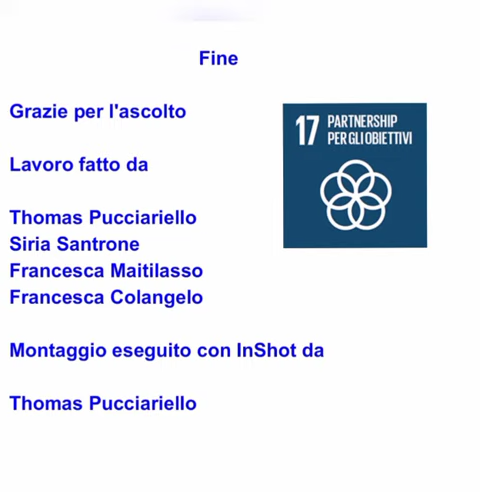 Fine
Grazie per l'ascolto
17 PARTNERSHIP
PER GLI OBIETTIVI
Lavoro fatto da
Thomas Pucciariello
Siria Santrone
Francesca Maitilasso
Francesca Colangelo
Montaggio eseguito con InShot da
Thomas Pucciariello